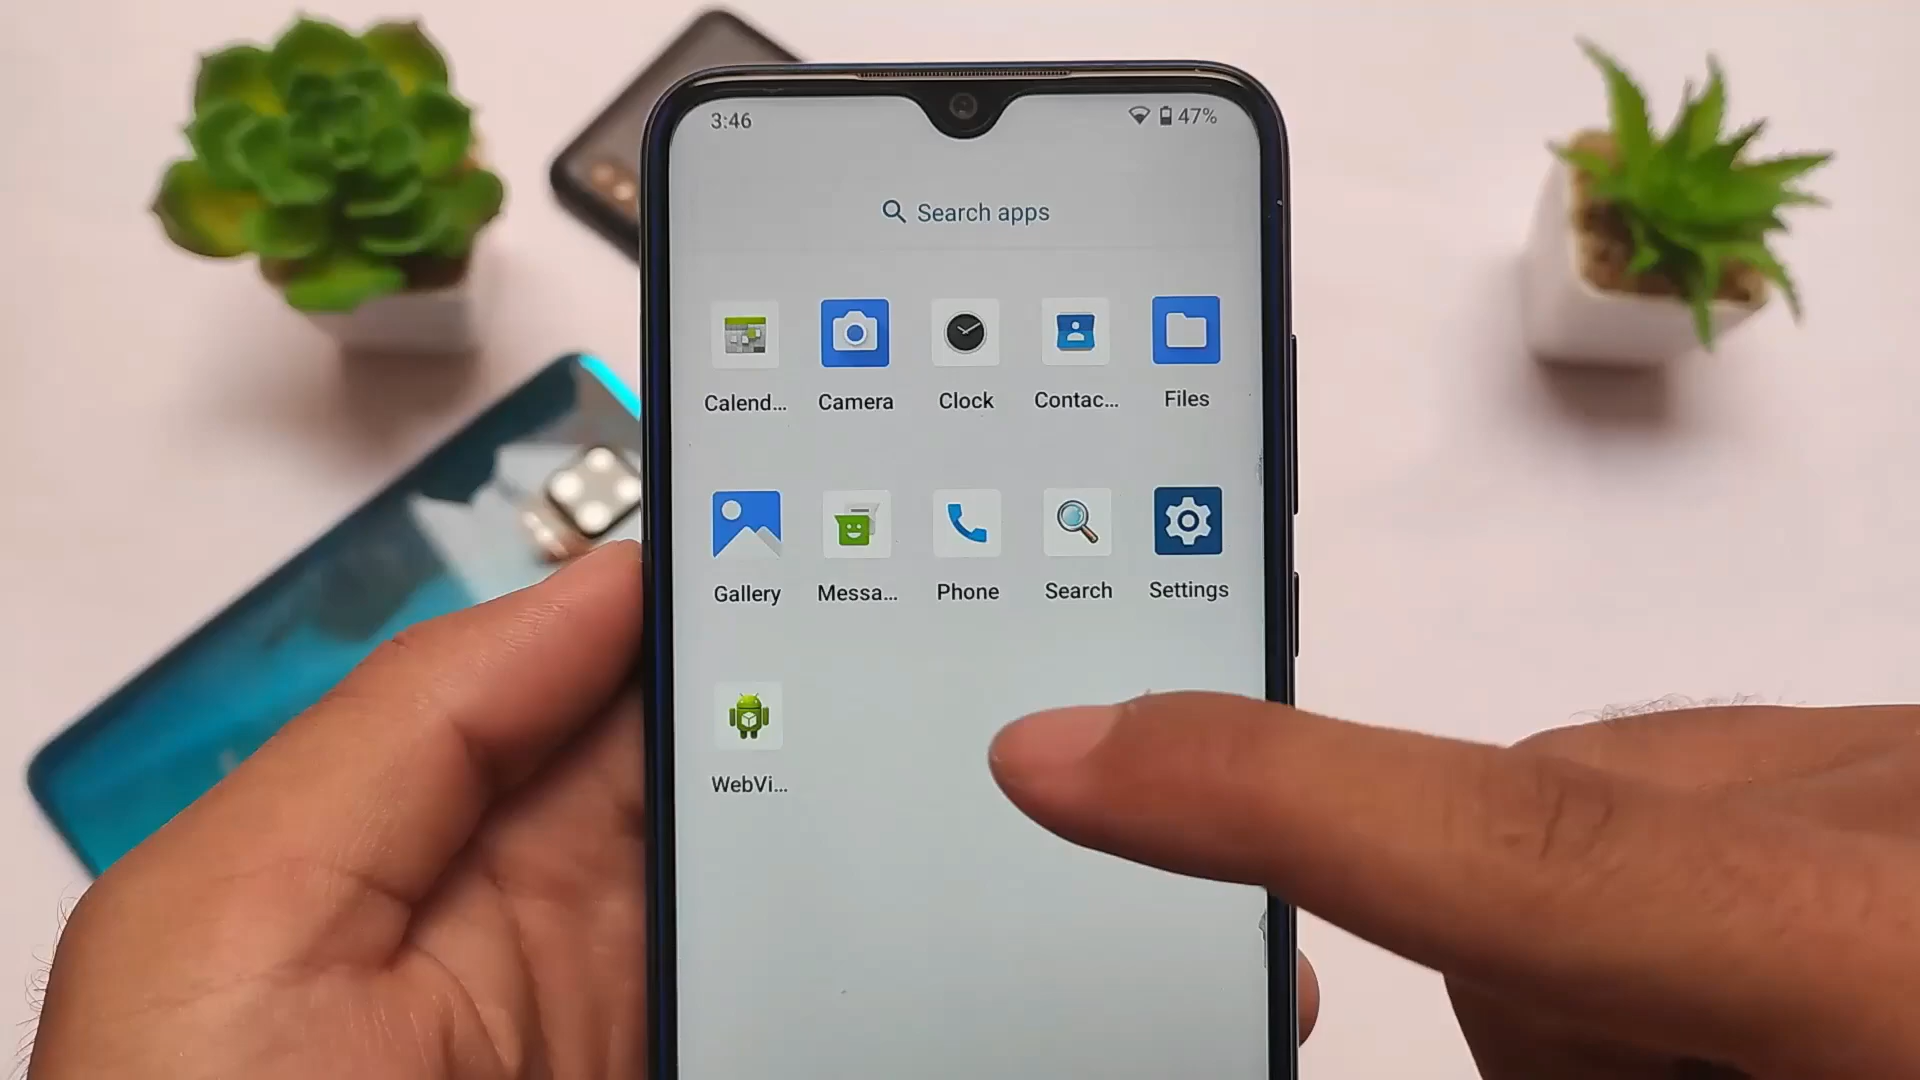 3:46
47%
Search apps
Calend... Camera Clock Contac... Files
Gallery Messa... Phone Search Settings
WebVi...